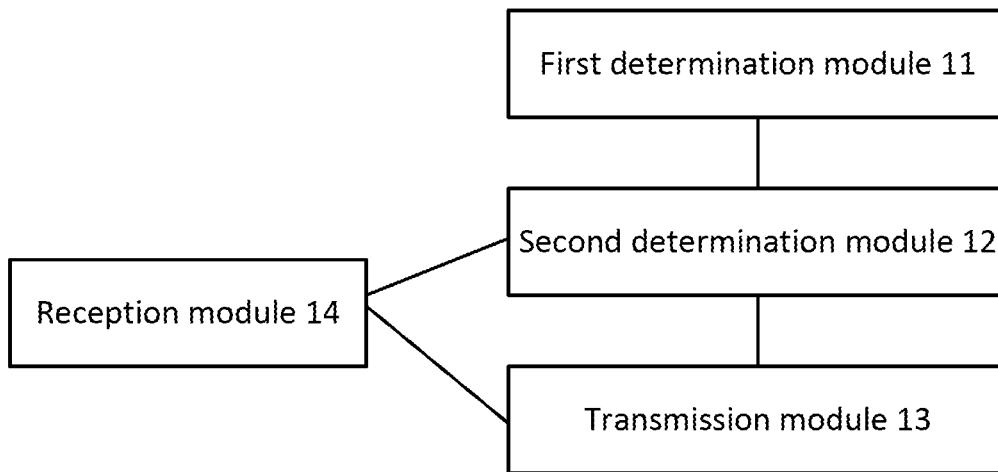 First determination module 11
Second determination module 12
Reception module 14
Transmission module 13